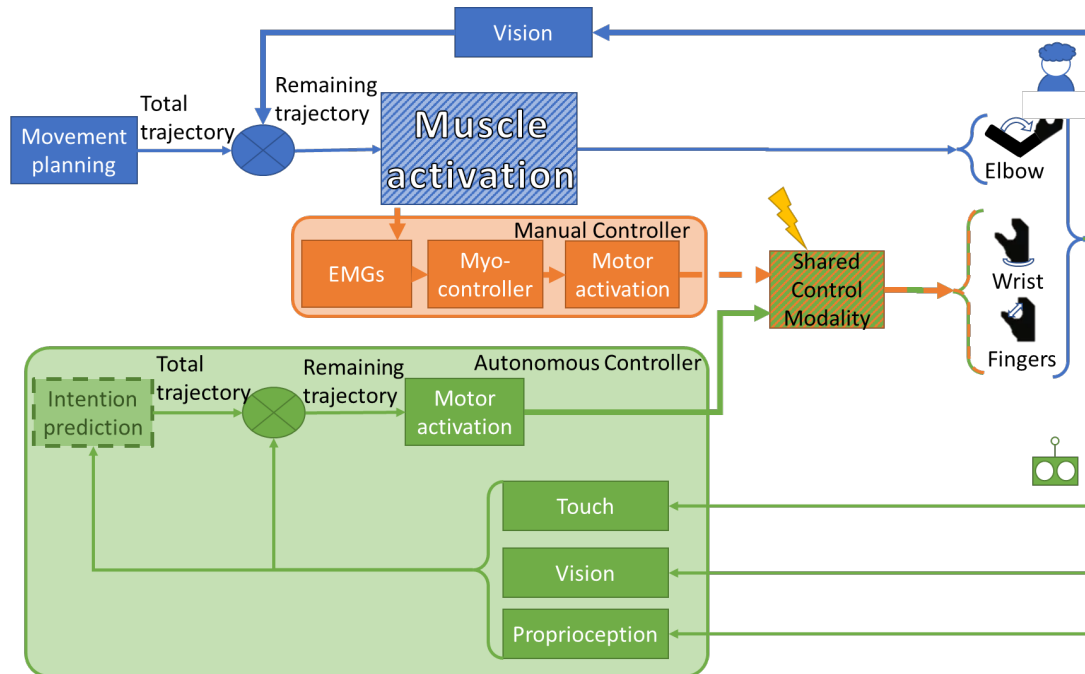 Vision
Total
trajectory
Remaining
trajectory
Movement
planning
Muscle
activation
Elbow
Manual Controller
EMGs
Myo-
controller
Motor
activation
Shared
Control
Modality
Wrist
Fingers
Autonomous Controller
Total
trajectory
Remaining
trajectory
Intention
prediction
Motor
activation
Touch
Vision
Proprioception